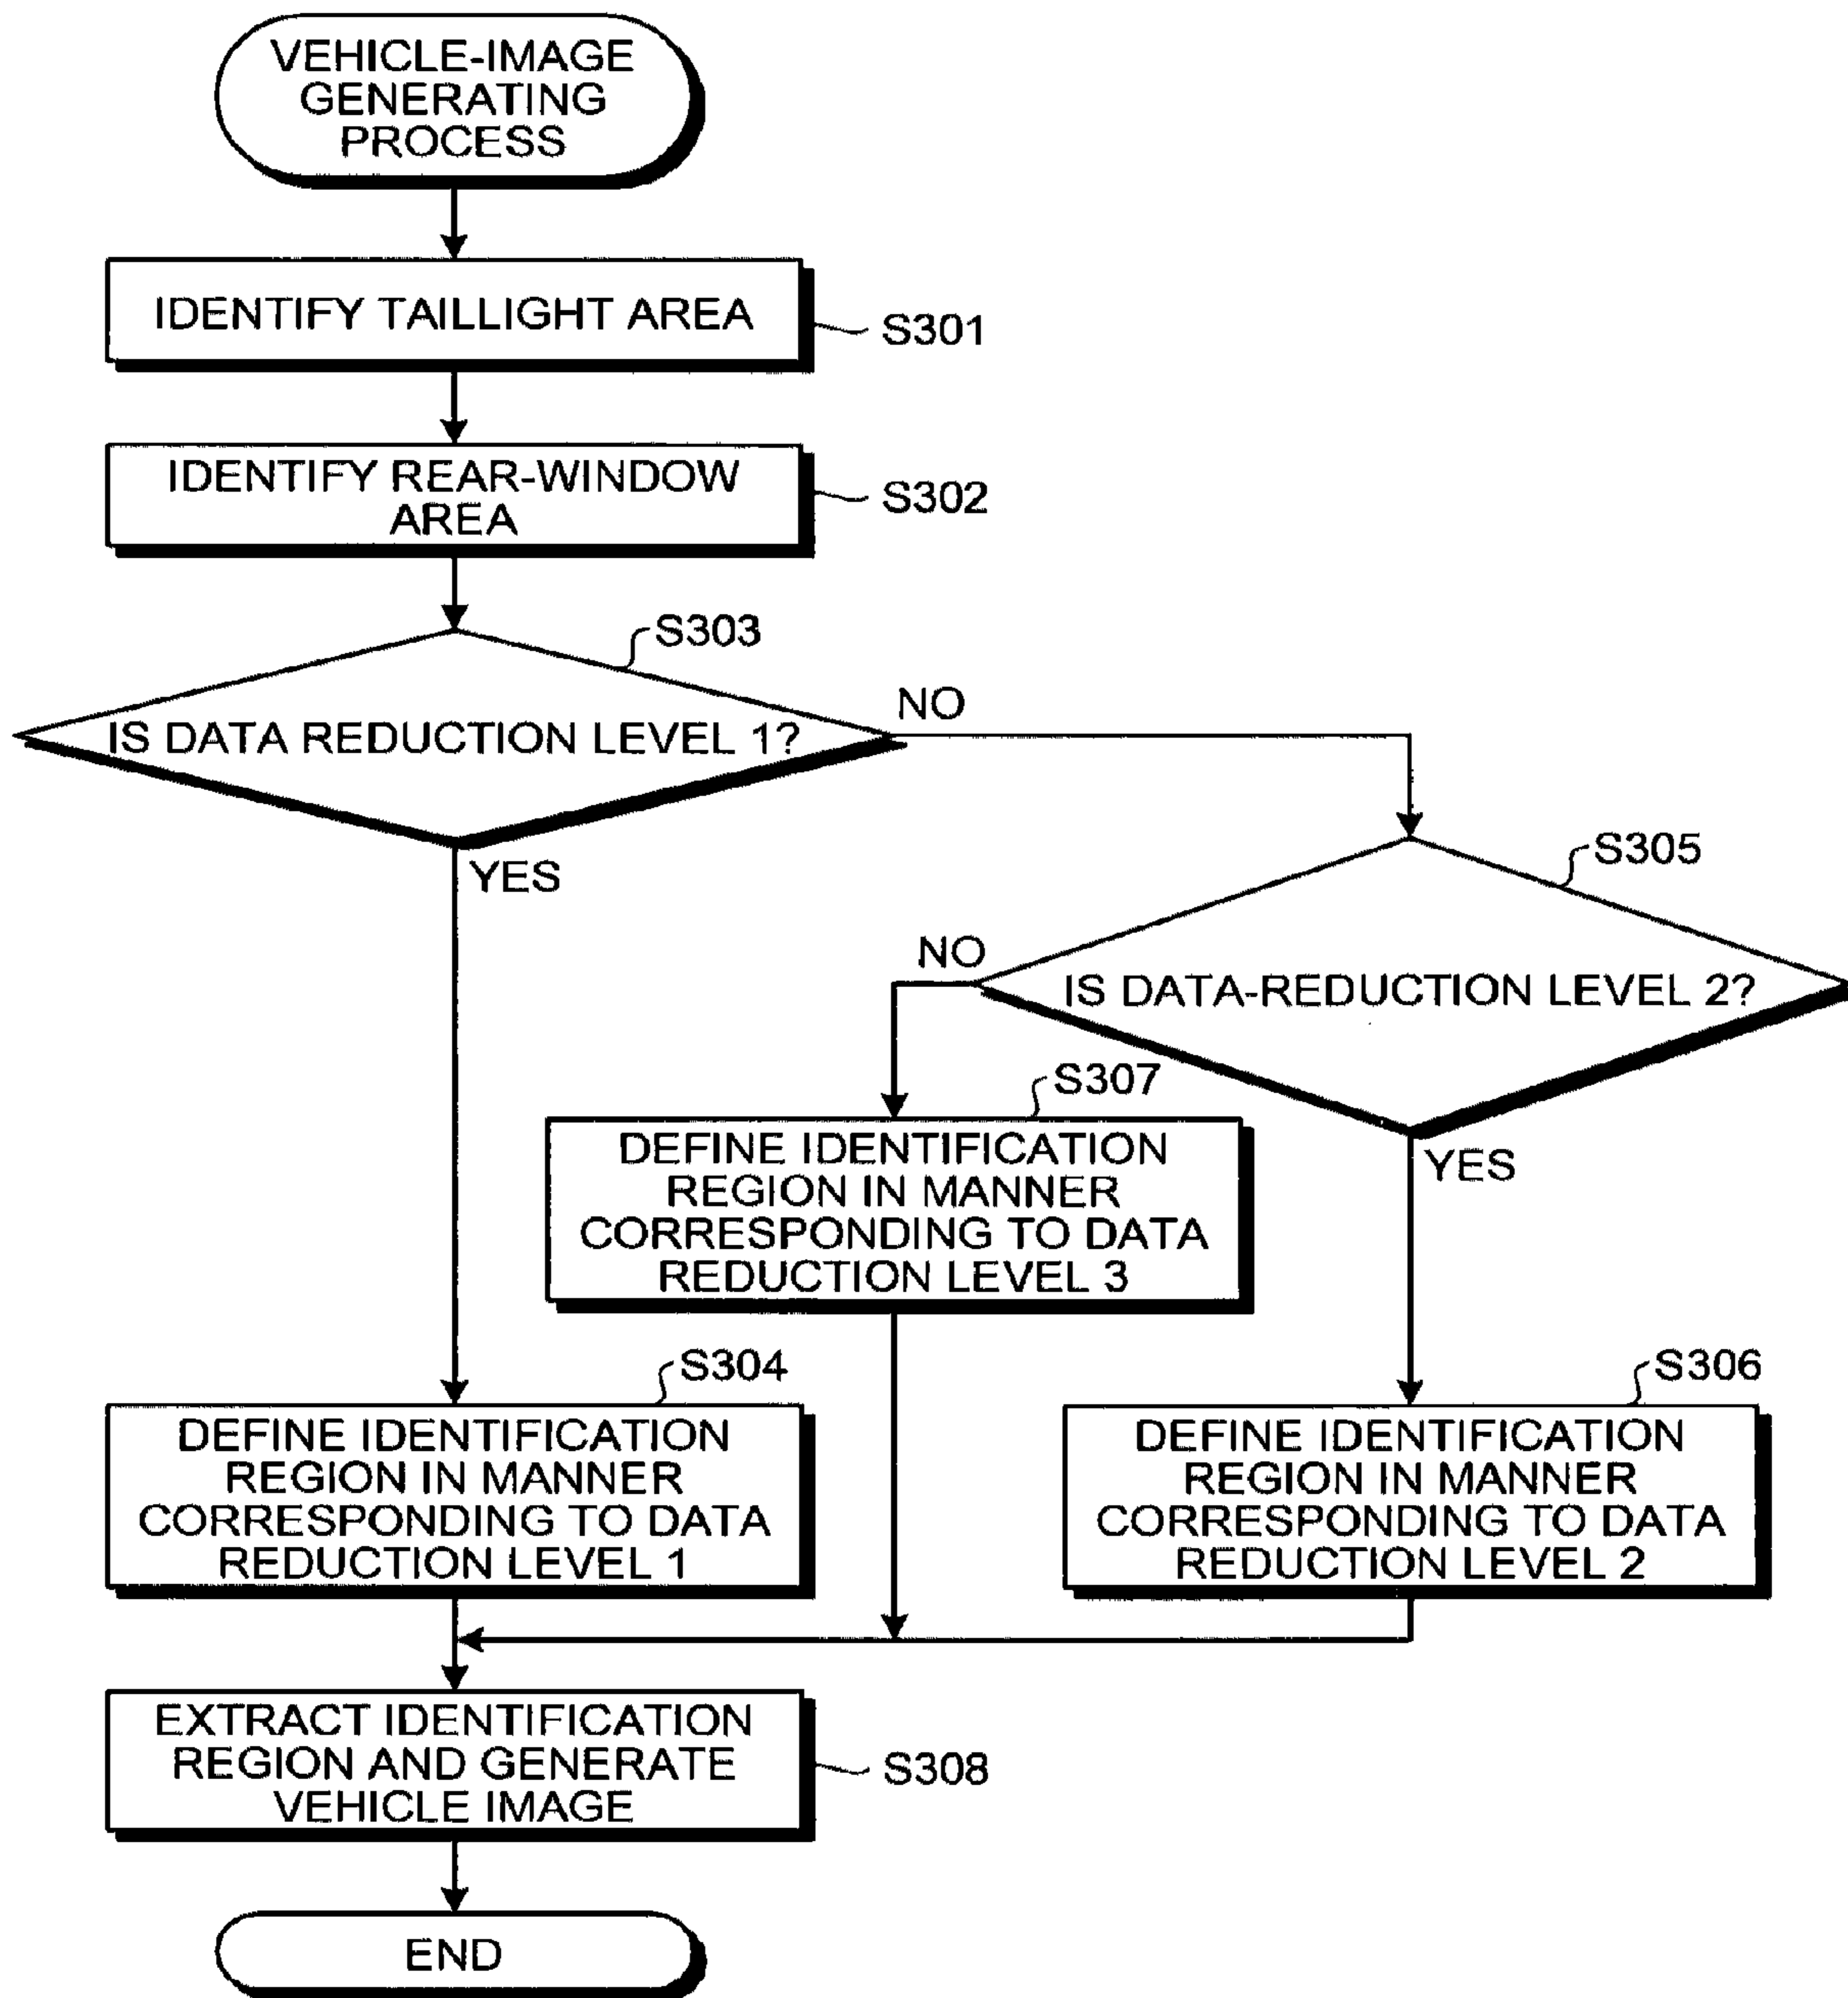 VEHICLE-IMAGE
GENERATING
PROCESS
IDENTIFY TAILLIGHT AREA
S301
IDENTIFY REAR-WINDOW
AREA
S302
S303
IS DATA REDUCTION LEVEL 1?
NO
YES
S305
IS DATA-REDUCTION LEVEL 2?
NO
YES
S307
DEFINE IDENTIFICATION
REGION IN MANNER
CORRESPONDING TO DATA
REDUCTION LEVEL 3
S304
DEFINE IDENTIFICATION
REGION IN MANNER
CORRESPONDING TO DATA
REDUCTION LEVEL 1
S306
DEFINE IDENTIFICATION
REGION IN MANNER
CORRESPONDING TO DATA
REDUCTION LEVEL 2
EXTRACT IDENTIFICATION
REGION AND GENERATE
VEHICLE IMAGE
S308
END